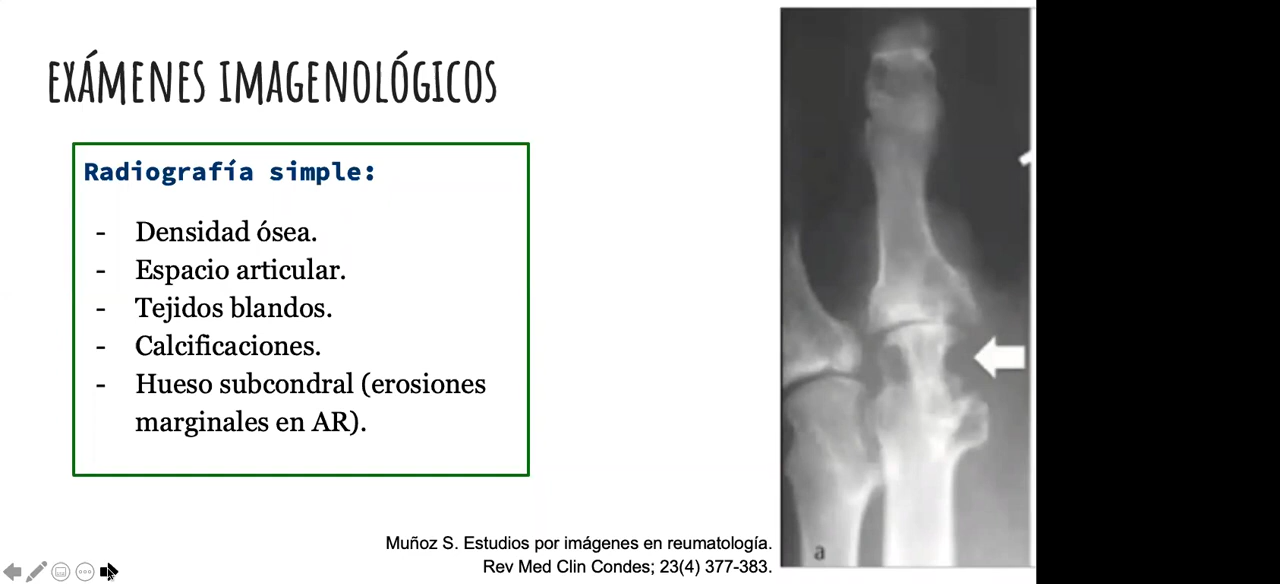 EXÁMENES IMAGENOLÓGICOS
Radiografía simple:
- Densidad ósea.
- Espacio articular.
- Tejidos blandos.
- Calcificaciones.
- Hueso subcondral (erosiones
marginales en AR).
Muñoz S. Estudios por imágenes en reumatología.
Rev Med Clin Condes; 23(4) 377-383.
a